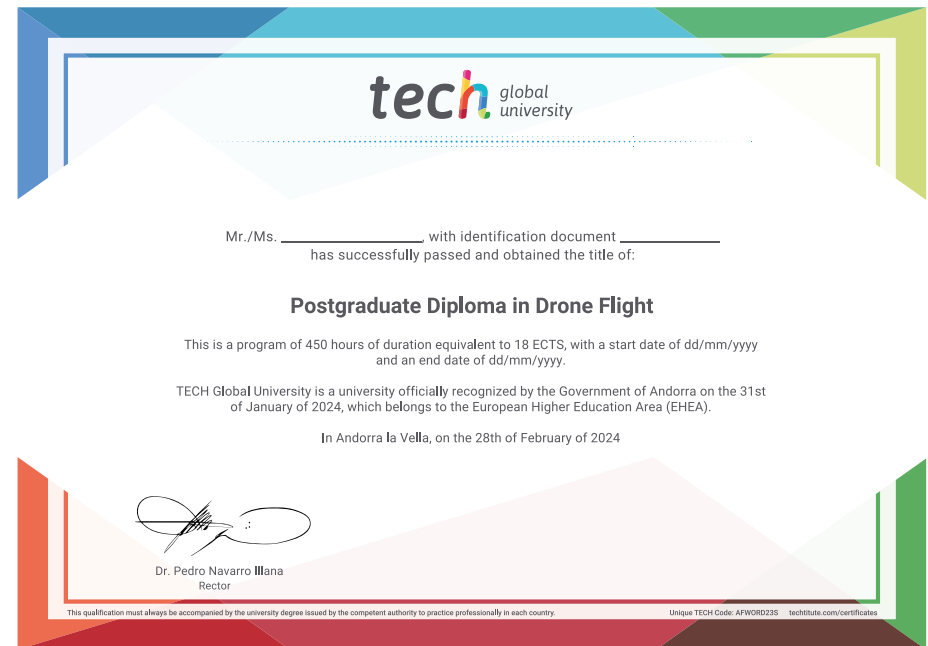 tech global
university
Mr./Ms. ____________, with identification document ____________
has successfully passed and obtained the title of:
Postgraduate Diploma in Drone Flight
This is a program of 450 hours of duration equivalent to 18 ECTS, with a start date of dd/mm/yyyy
and an end date of dd/mm/yyyy.
TECH Global University is a university officially recognized by the Government of Andorra on the 31st
of January of 2024, which belongs to the European Higher Education Area (EHEA).
In Andorra la Vella, on the 28th of February of 2024
Dr. Pedro Navarro Illana
Rector
This qualification must always be accompanied by the university degree issued by the competent authority to practice professionally in each country.
Unique TECH Code: AFWORD23S techtitute.com/certificates